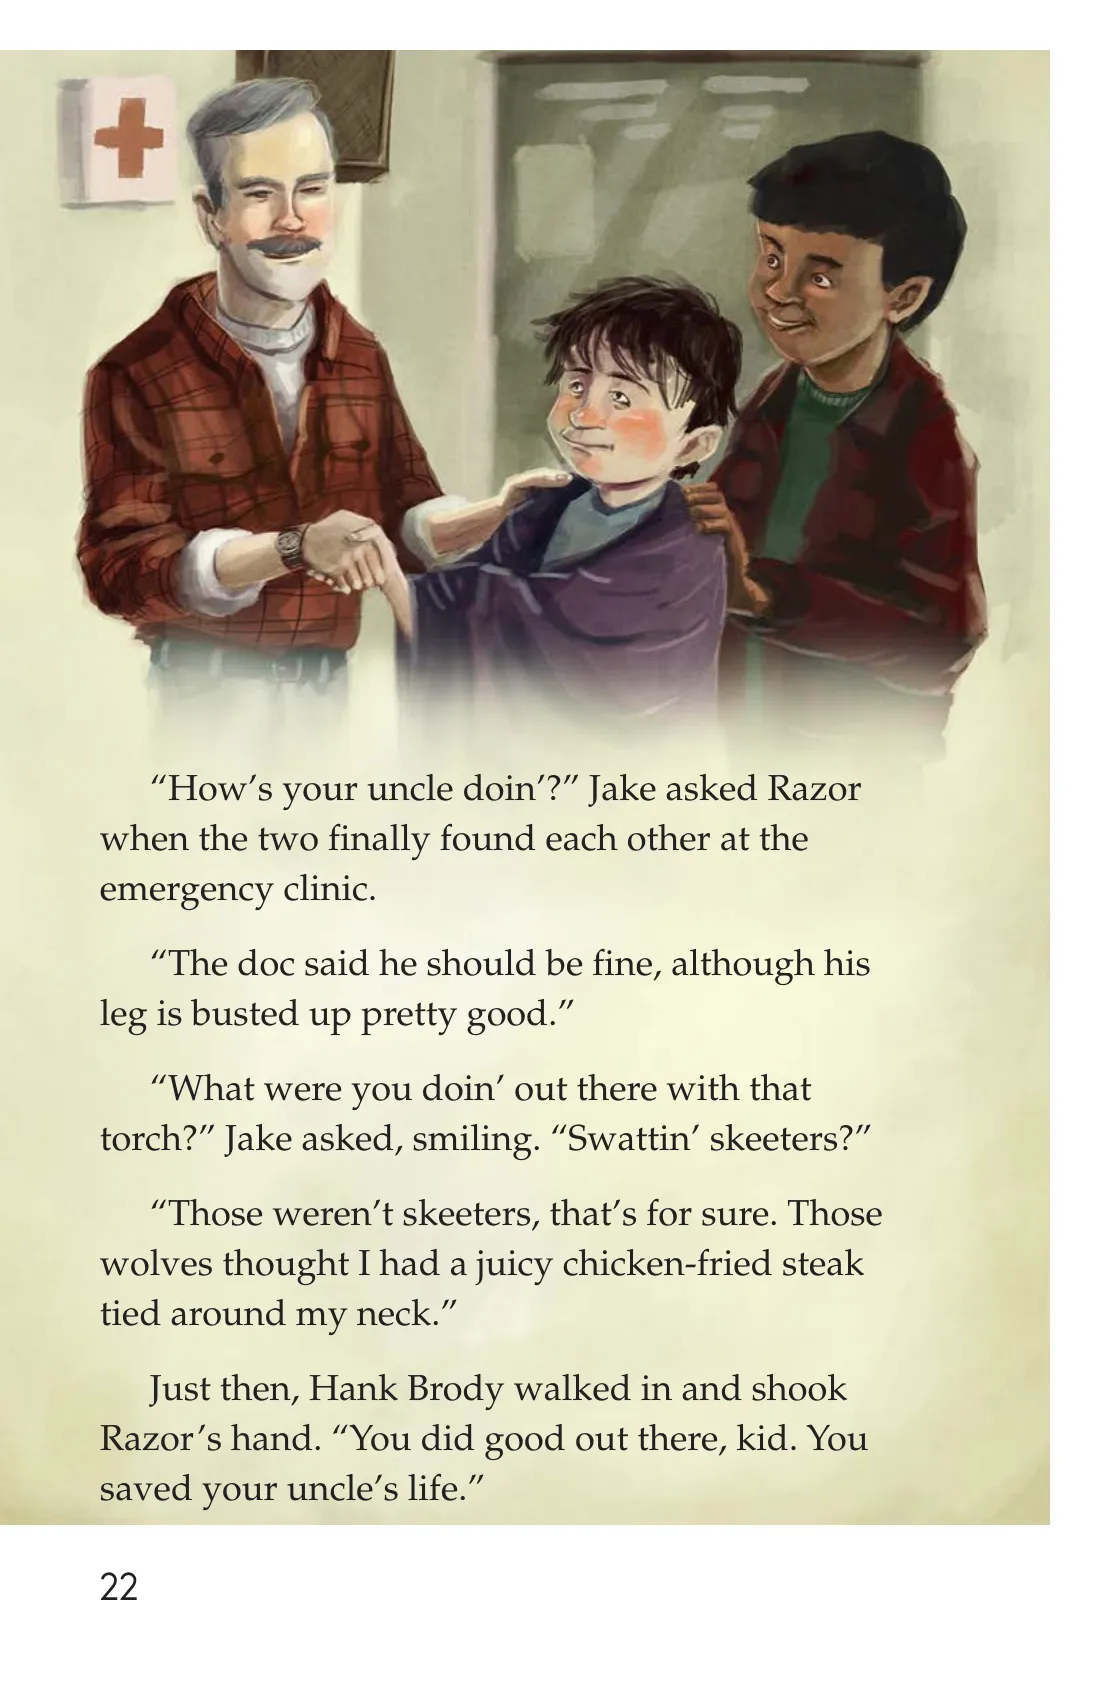 “How’s your uncle doin’?” Jake asked Razor
when the two finally found each other at the
emergency clinic.
“The doc said he should be fine, although his
leg is busted up pretty good.”
“What were you doin’ out there with that
torch?” Jake asked, smiling. “Swattin’ skeeters?”
“Those weren’t skeeters, that’s for sure. Those
wolves thought I had a juicy chicken-fried steak
tied around my neck.”
Just then, Hank Brody walked in and shook
Razor’s hand. “You did good out there, kid. You
saved your uncle’s life.”
22